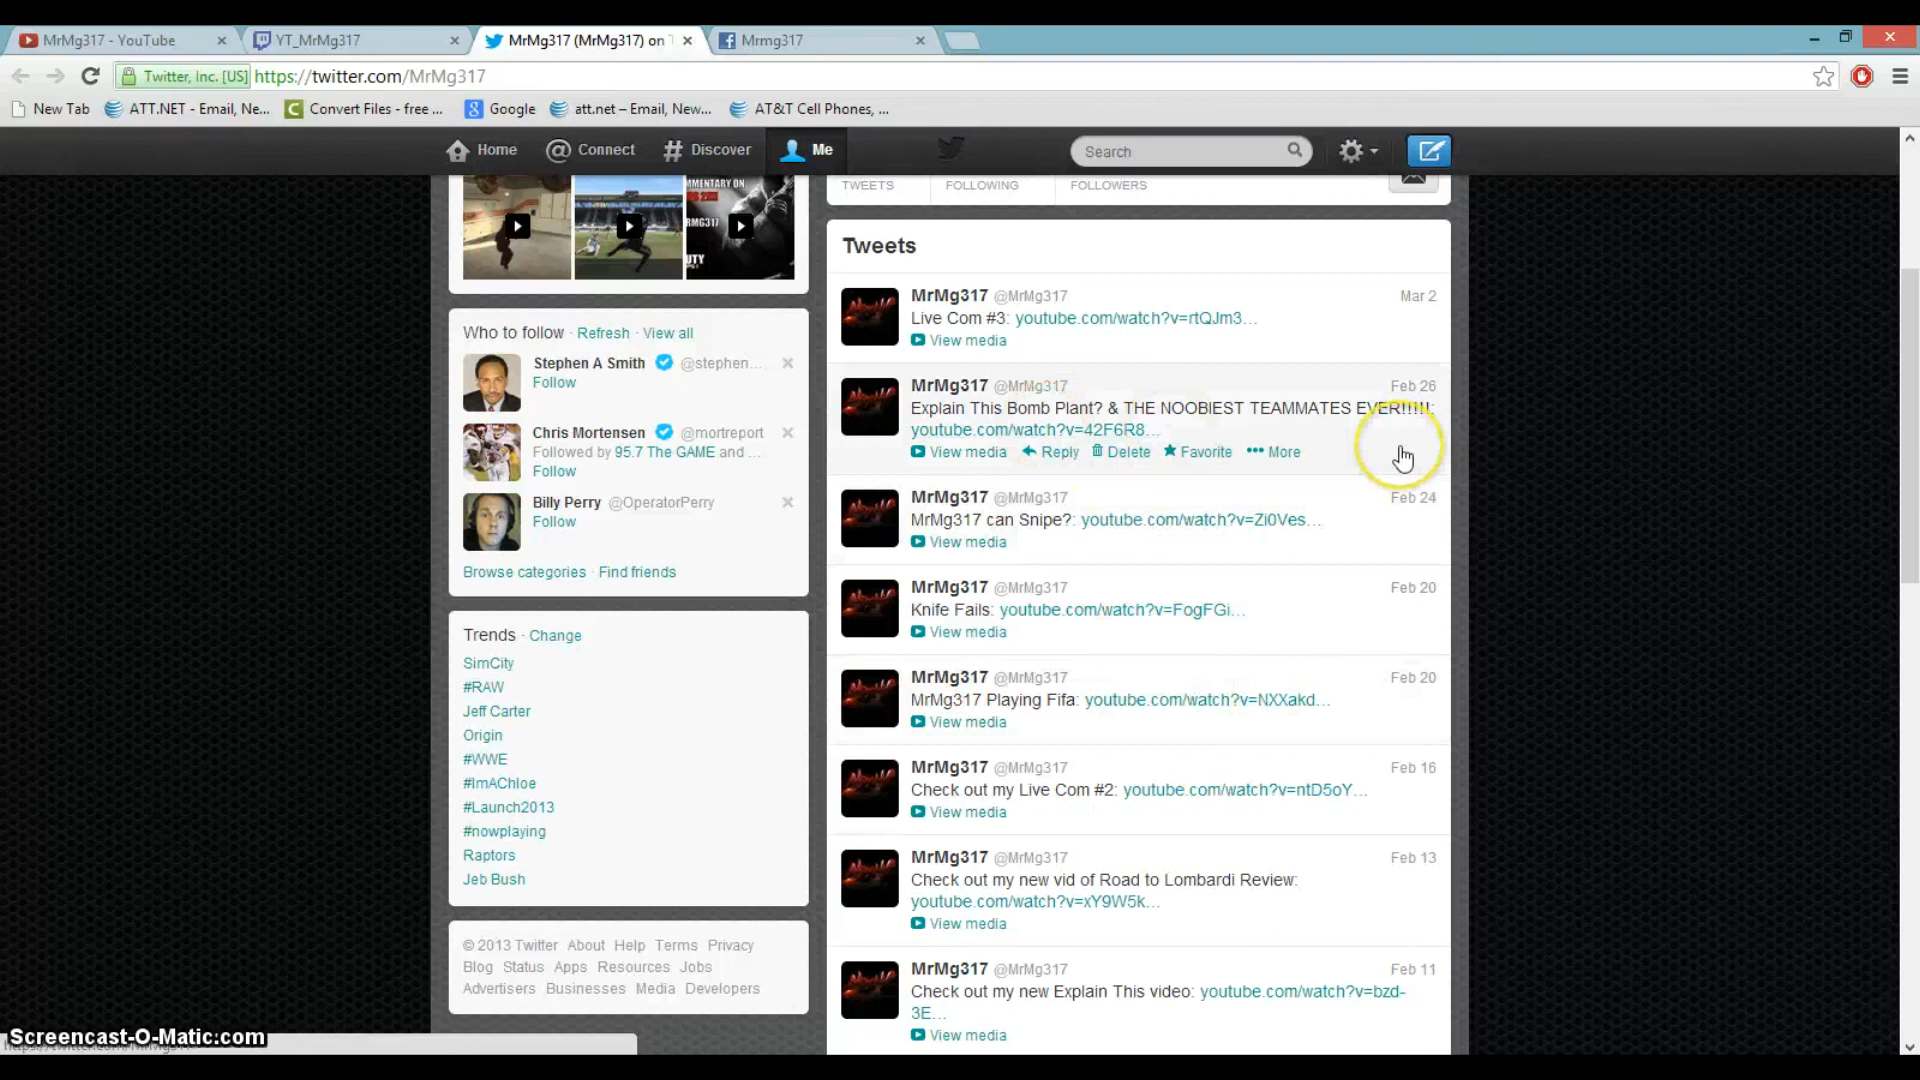 MrMg317 - YouTube
YT_MrMg317
MrMg317 (MrMg317) on T
Mrmg317
Twitter, Inc. [US] https://twitter.com/MrMg317
New Tab ATT.NET - Email, Ne... Convert Files - free ... Google att.net – Email, New... AT&T Cell Phones, ...
Home Connect Discover Me Search
MMENTARY ON
MRMG317
UTY
TWEETS FOLLOWING FOLLOWERS
Who to follow · Refresh · View all
Stephen A Smith @stephen...
Follow
Chris Mortensen @mortreport
Followed by 95.7 The GAME and ...
Follow
Billy Perry @OperatorPerry
Follow
Browse categories · Find friends
Trends · Change
SimCity
#RAW
Jeff Carter
Origin
#WWE
#ImAChloe
#Launch2013
#nowplaying
Raptors
Jeb Bush
© 2013 Twitter About Help Terms Privacy
Blog Status Apps Resources Jobs
Advertisers Businesses Media Developers
Tweets
MrMg317 @MrMg317 Mar 2
Live Com #3: youtube.com/watch?v=rtQJm3...
View media
MrMg317 @MrMg317 Feb 26
Explain This Bomb Plant? & THE NOOBIEST TEAMMATES EVER!!!!!:
youtube.com/watch?v=42F6R8...
View media Reply Delete Favorite More
MrMg317 @MrMg317 Feb 24
MrMg317 can Snipe?: youtube.com/watch?v=Zi0Ves...
View media
MrMg317 @MrMg317 Feb 20
Knife Fails: youtube.com/watch?v=FogFGi...
View media
MrMg317 @MrMg317 Feb 20
MrMg317 Playing Fifa: youtube.com/watch?v=NXXakd...
View media
MrMg317 @MrMg317 Feb 16
Check out my Live Com #2: youtube.com/watch?v=ntD5oY...
View media
MrMg317 @MrMg317 Feb 13
Check out my new vid of Road to Lombardi Review:
youtube.com/watch?v=xY9W5k...
View media
MrMg317 @MrMg317 Feb 11
Check out my new Explain This video: youtube.com/watch?v=bzd-
3E...
View media
Screencast-O-Matic.com